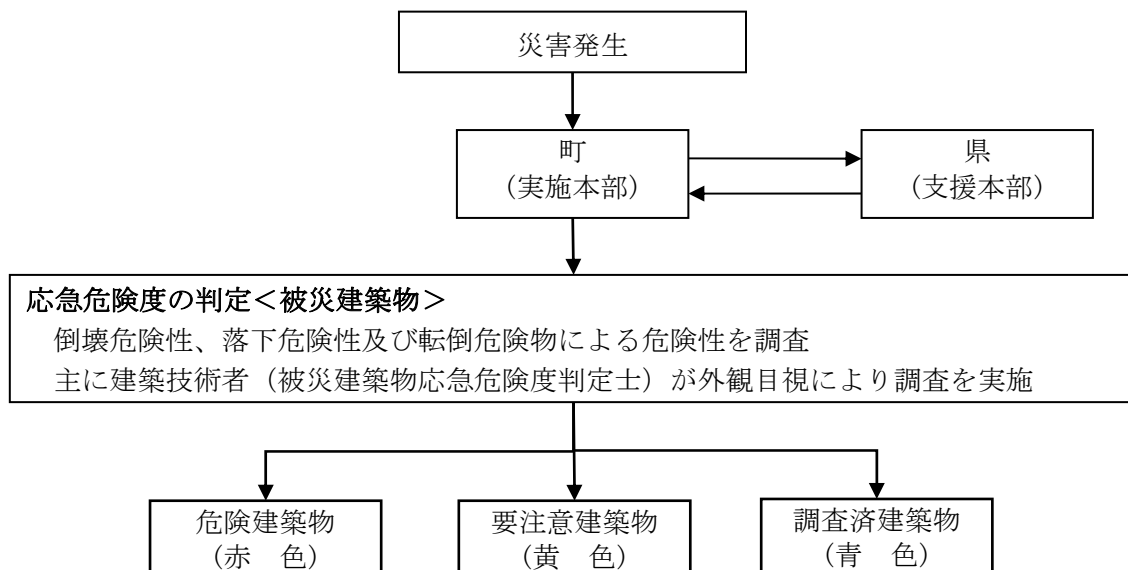 災害発生
町
(実施本部)
県
(支援本部)
応急危険度の判定<被災建築物>
倒壊危険性、落下危険性及び転倒危険物による危険性を調査
主に建築技術者(被災建築物応急危険度判定士)が外観目視により調査を実施
危険建築物
(赤 色)
要注意建築物
(黄 色)
調査済建築物
(青 色)